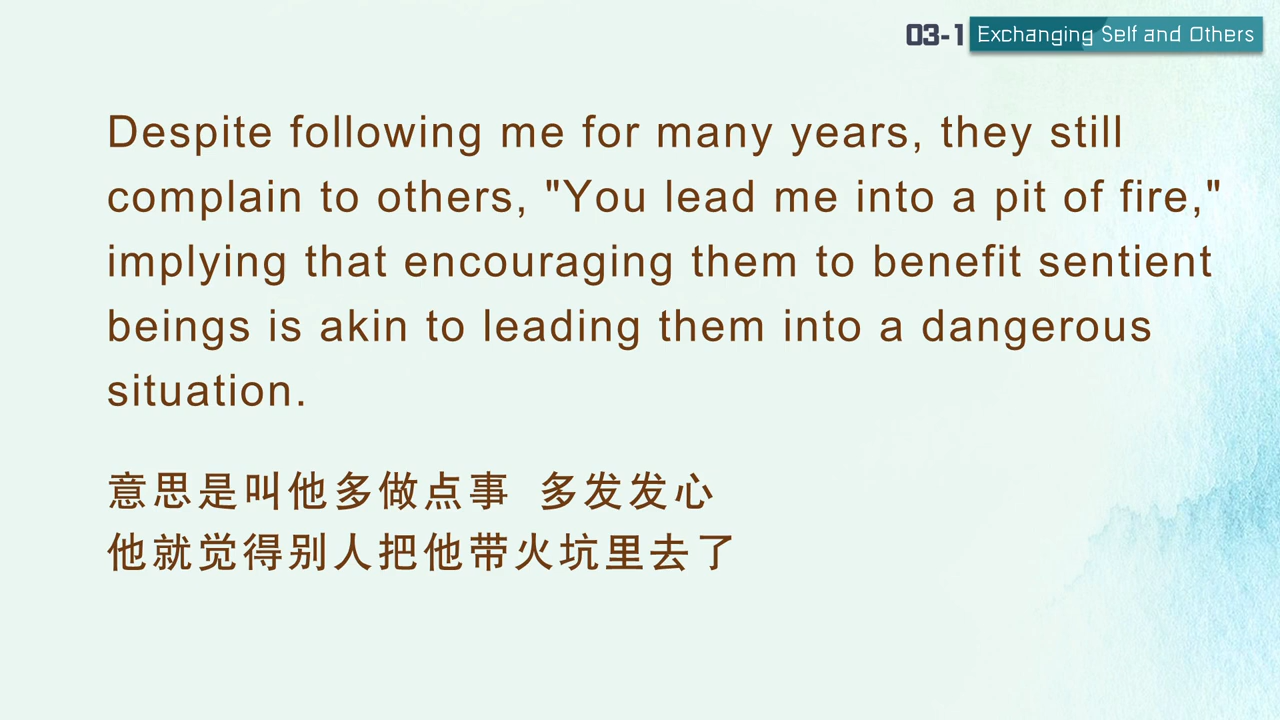 03-1 Exchanging Self and Others
Despite following me for many years, they still
complain to others, "You lead me into a pit of fire,"
implying that encouraging them to benefit sentient
beings is akin to leading them into a dangerous
situation.
意思是叫他多做点事 多发发心
他就觉得别人把他带火坑里去了